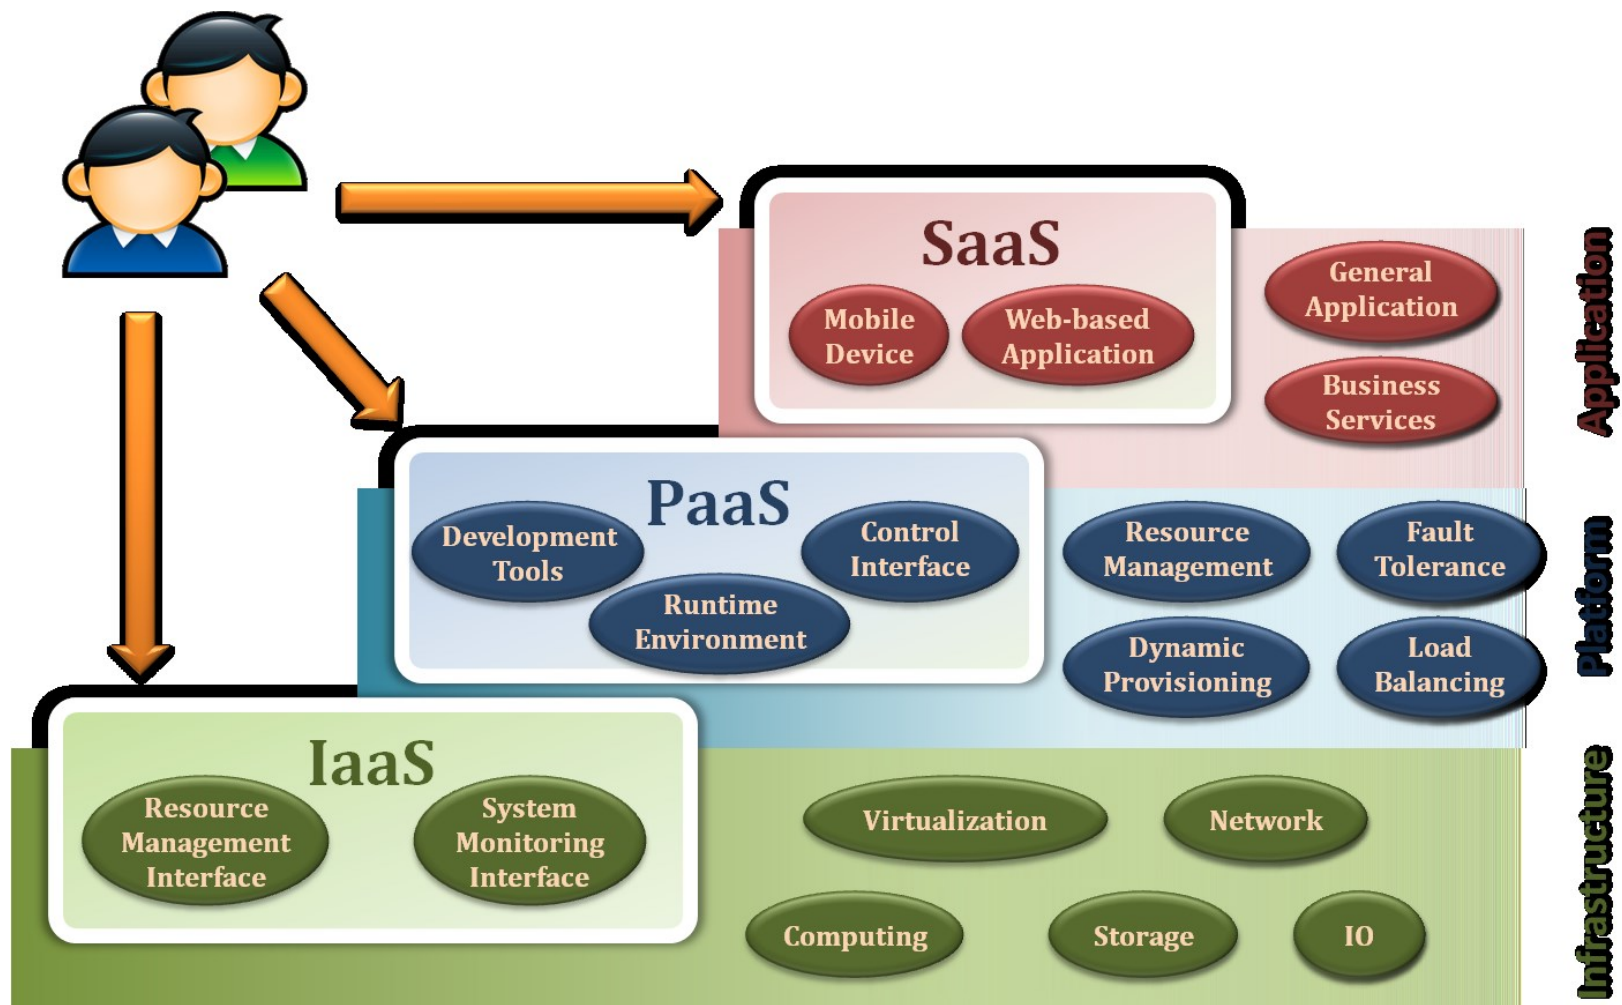 SaaS
Mobile
Device
Web-based
Application
General
Application
Business
Services
Application
PaaS
Development
Tools
Control
Interface
Runtime
Environment
Resource
Management
Fault
Tolerance
Dynamic
Provisioning
Load
Balancing
Platform
IaaS
Resource
Management
Interface
System
Monitoring
Interface
Virtualization
Network
Computing
Storage
IO
Infrastructure